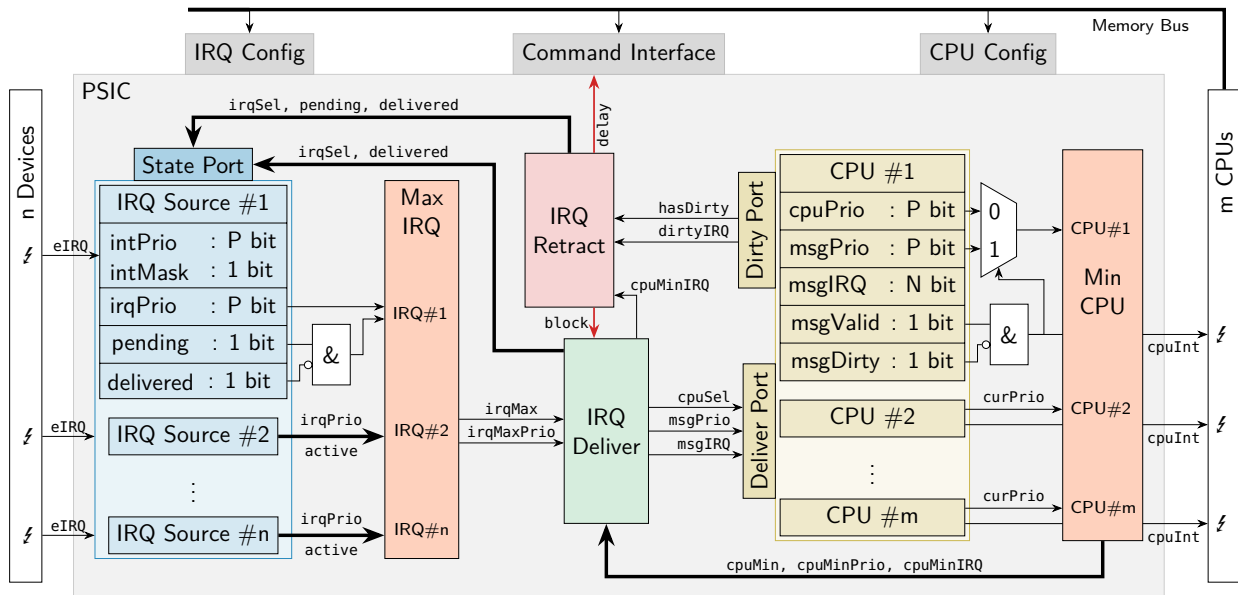 Memory Bus
IRQ Config
Command Interface
CPU Config
PSIC
n Devices
m CPUs
irqSel, pending, delivered
irqSel, delivered
delay
State Port
IRQ Source #1
intPrio : P bit
intMask : 1 bit
irqPrio : P bit
pending : 1 bit
delivered : 1 bit
&
eIRQ
eIRQ
eIRQ
IRQ Source #2
⋮
IRQ Source #n
irqPrio
active
irqPrio
active
Max
IRQ
IRQ#1
IRQ#2
IRQ#n
irqMax
irqMaxPrio
IRQ
Retract
hasDirty
dirtyIRQ
cpuMinIRQ
block
IRQ
Deliver
cpuSel
msgPrio
msgIRQ
Dirty Port
Deliver Port
CPU #1
cpuPrio : P bit
msgPrio : P bit
msgIRQ : N bit
msgValid : 1 bit
msgDirty : 1 bit
0
1
&
CPU #2
⋮
CPU #m
curPrio
curPrio
CPU#1
Min
CPU
CPU#2
CPU#m
cpuInt
cpuInt
cpuInt
cpuMin, cpuMinPrio, cpuMinIRQ